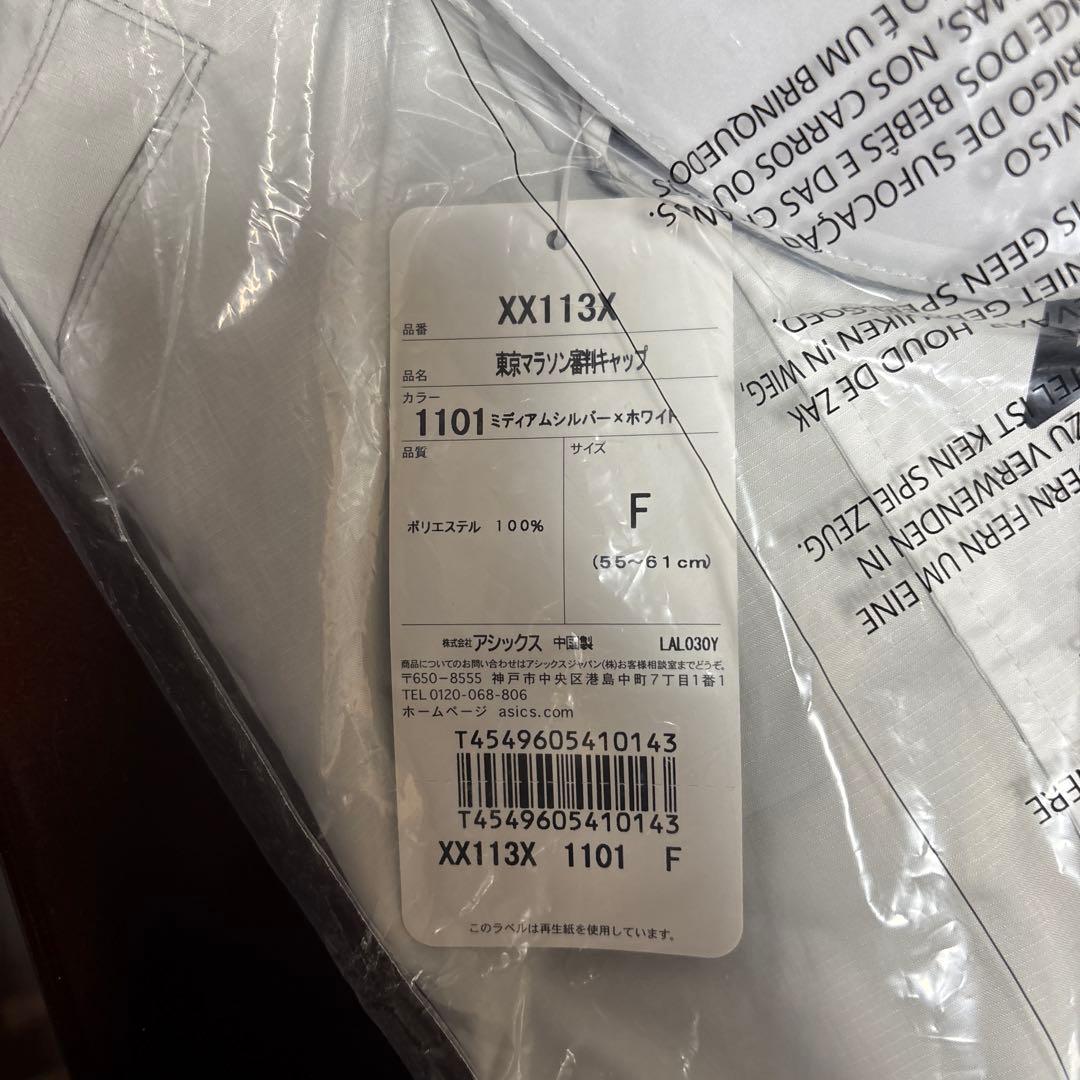 XX113X
品番
東京マラソン審判キャップ
品名
カラー
1101 ミディアムシルバー×ホワイト
品質
サイズ
ポリエステル 100%
F
(55~61cm)
株式会社アシックス 中国製 LAL030Y
商品についてのお問い合わせはアシックスジャパン(株)お客様相談室までどうぞ。
〒650-8555 神戸市中央区港島中町7丁目1番1
TEL 0120-068-806
ホームページ asics.com
T4549605410143
T4549605410143
XX113X 1101 F
このラベルは再生紙を使用しています。
VISO
RIGO DE SUFOCAÇÃO
NCE DOS BEBÊS E DAS
MAS, NOS CARROS OU
O É UM BRINQUEDO
HOUD DE ZAK
NIET GEBRUIKEN IN WIEG,
IS GEEN SPEELGOED.
FERN UM EINE
ZU VERWENDEN IN
IST KEIN SPIELZEUG.